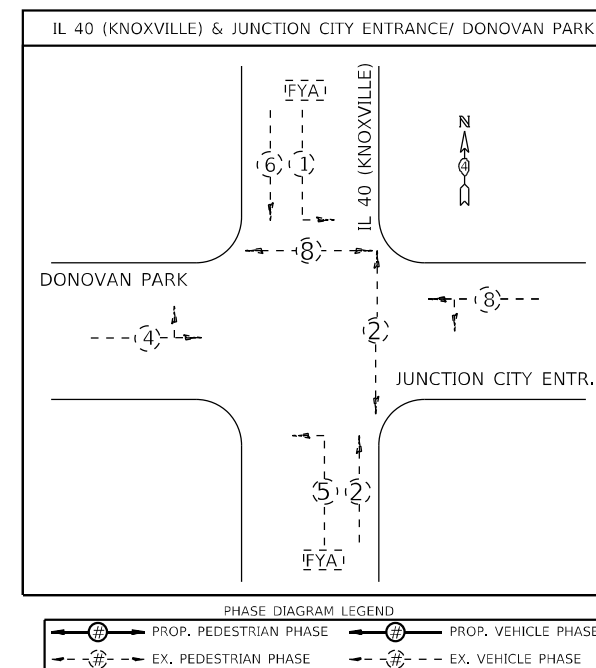 IL 40 (KNOXVILLE) & JUNCTION CITY ENTRANCE/ DONOVAN PARK
FYA
IL 40 (KNOXVILLE)
N
4
6 1
8
DONOVAN PARK
8
4
2
JUNCTION CITY ENTR.
5 2
FYA
PHASE DIAGRAM LEGEND
# PROP. PEDESTRIAN PHASE # PROP. VEHICLE PHASE
# EX. PEDESTRIAN PHASE # EX. VEHICLE PHASE